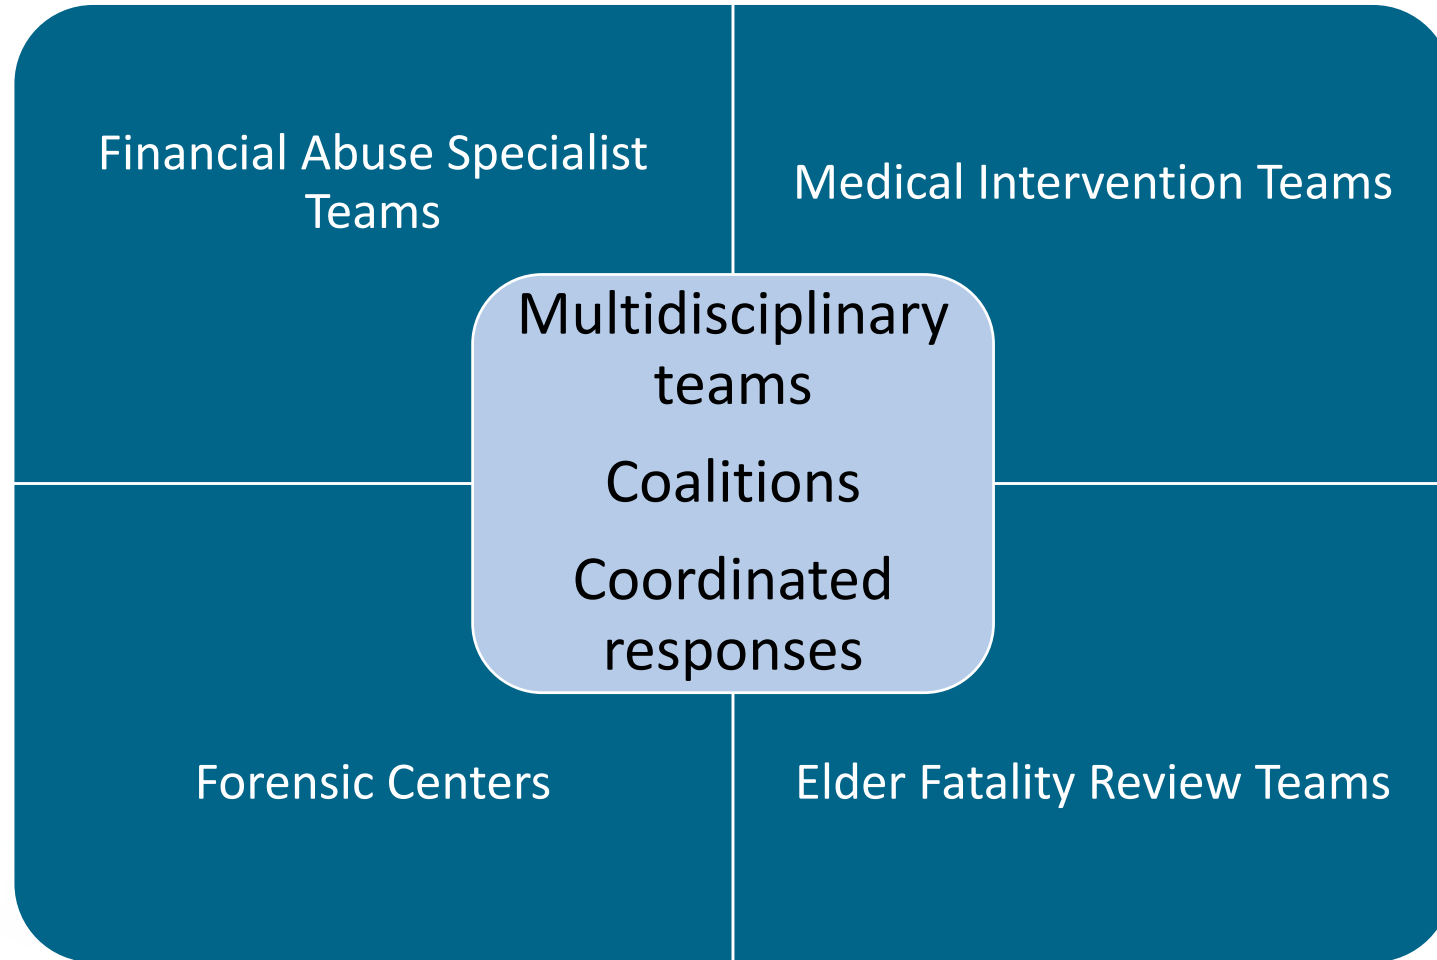 Financial Abuse Specialist
Teams
Medical Intervention Teams
Multidisciplinary
teams
Coalitions
Coordinated
responses
Forensic Centers
Elder Fatality Review Teams